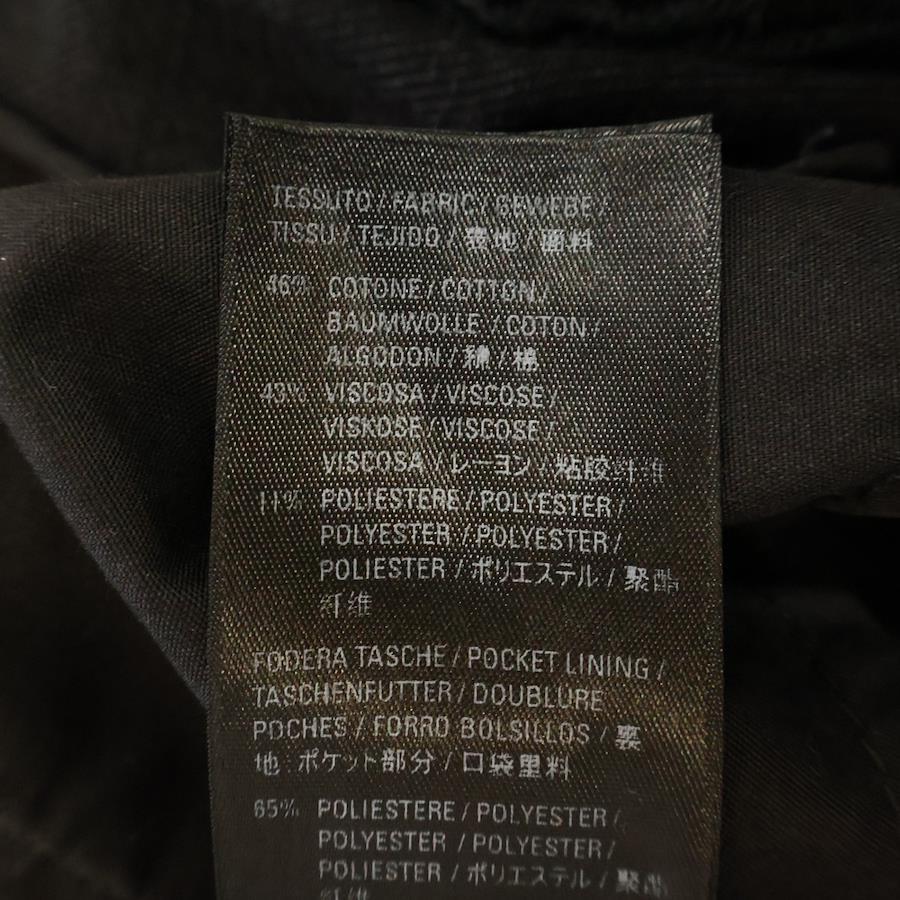 TESSUTO / FABRIC / GEWEBE /
TISSU / TEJIDO / 表地 / 面料
46% COTONE / COTTON /
BAUMWOLLE / COTON /
ALGODON / 綿 / 棉
43% VISCOSA / VISCOSE /
VISKOSE / VISCOSE /
VISCOSA / レーヨン / 粘胶纤维
11% POLIESTERE / POLYESTER /
POLYESTER / POLYESTER /
POLIESTER / ポリエステル / 聚酯
纤维
FODERA TASCHE / POCKET LINING /
TASCHENFUTTER / DOUBLURE
POCHES / FORRO BOLSILLOS / 裏
地:ポケット部分 / 口袋里料
65% POLIESTERE / POLYESTER /
POLYESTER / POLYESTER /
POLIESTER / ポリエステル / 聚酯
纤维